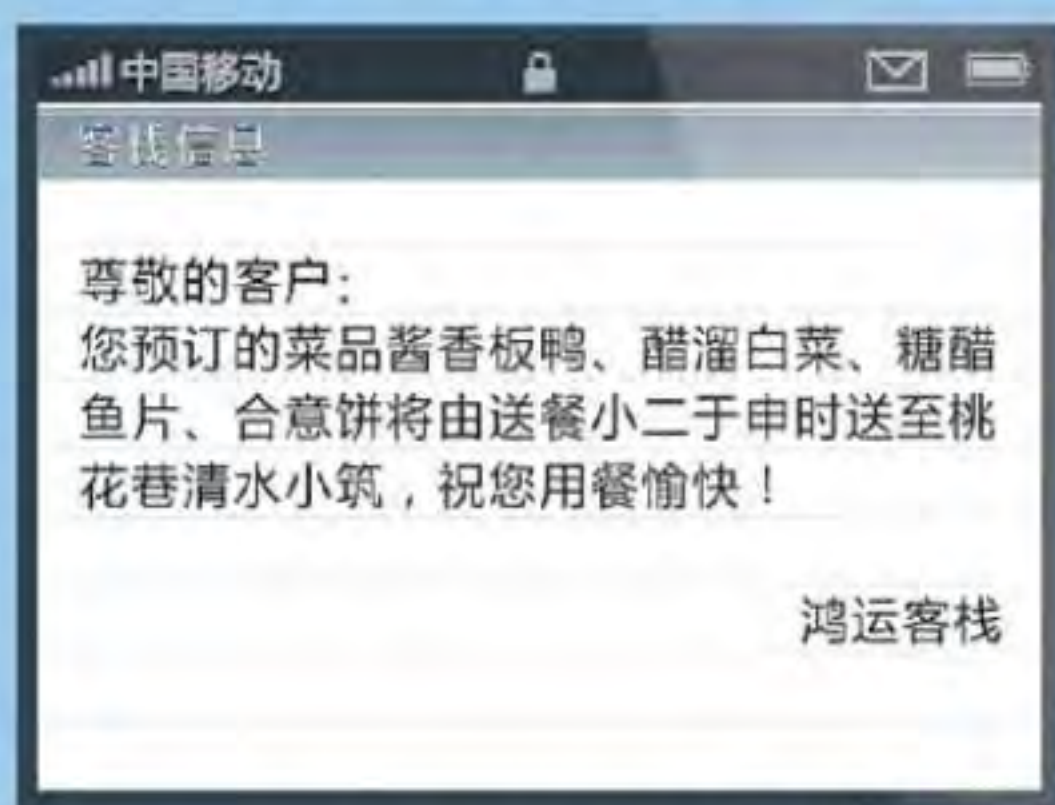 中国移动
客栈信息
尊敬的客户：
您预订的菜品酱香板鸭、醋溜白菜、糖醋
鱼片、合意饼将由送餐小二于申时送至桃
花巷清水小筑，祝您用餐愉快！
鸿运客栈